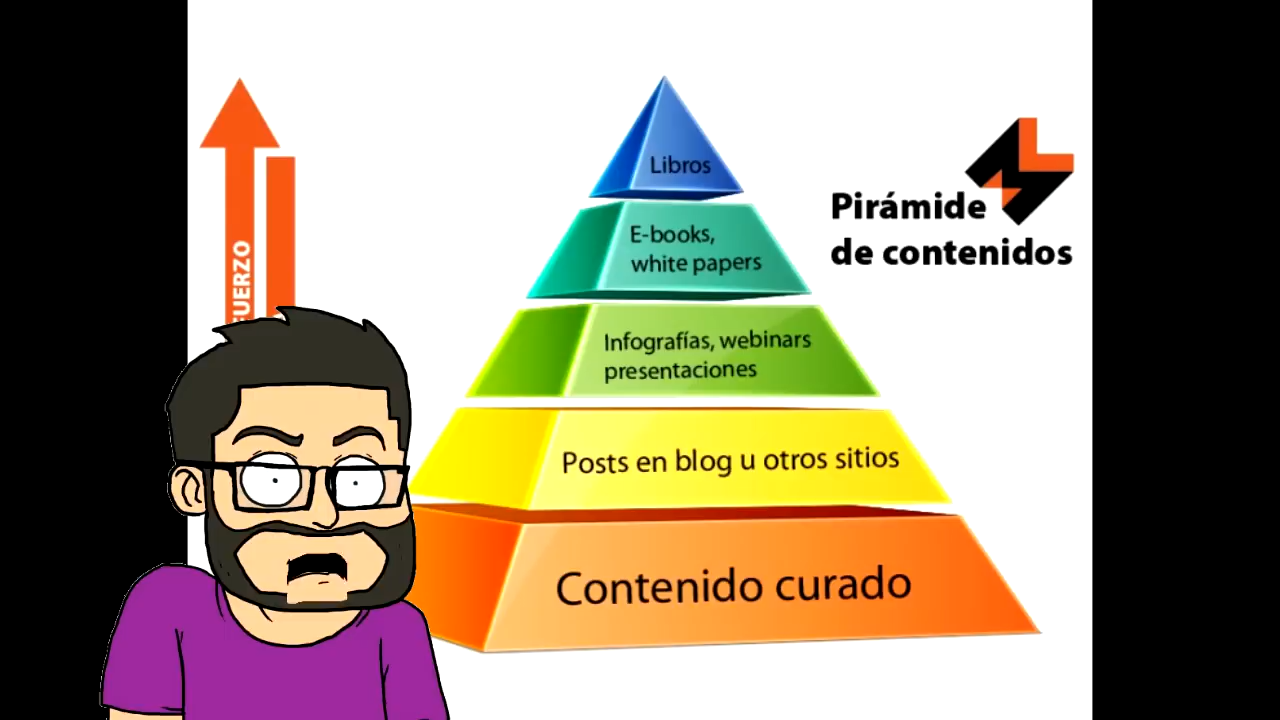 Libros
E-books,
white papers
Infografías, webinars
presentaciones
Posts en blog u otros sitios
Contenido curado
Pirámide
de contenidos